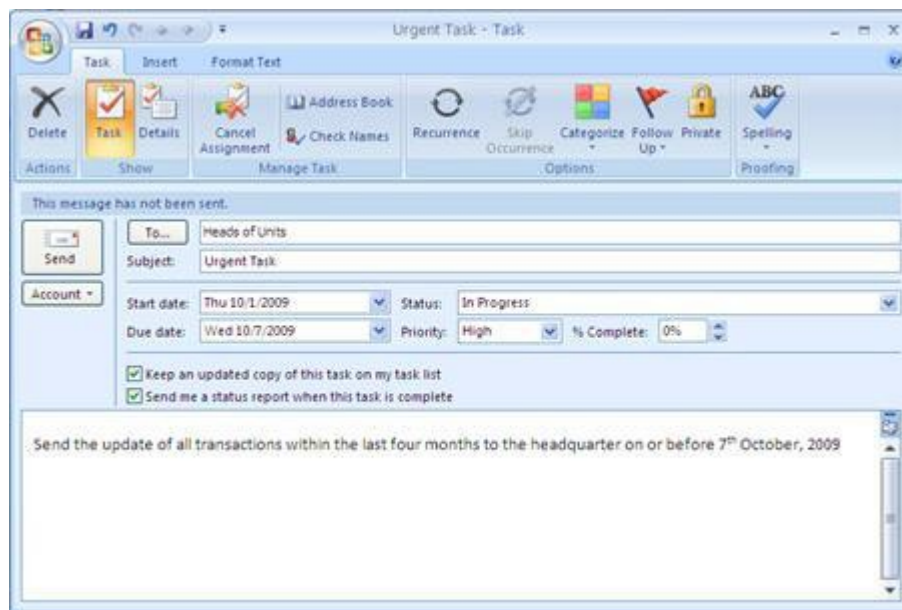 Urgent Task - Task
Task Insert Format Text
Delete Task Details Cancel Assignment Address Book Check Names Recurrence Skip Occurrence Categorize Follow Up Private ABC Spelling
Actions Show Manage Task Options Proofing
This message has not been sent.
Send To... Heads of Units
Subject: Urgent Task
Account Start date: Thu 10/1/2009 Status: In Progress
Due date: Wed 10/7/2009 Priority: High % Complete: 0%
Keep an updated copy of this task on my task list
Send me a status report when this task is complete
Send the update of all transactions within the last four months to the headquarter on or before 7th October, 2009